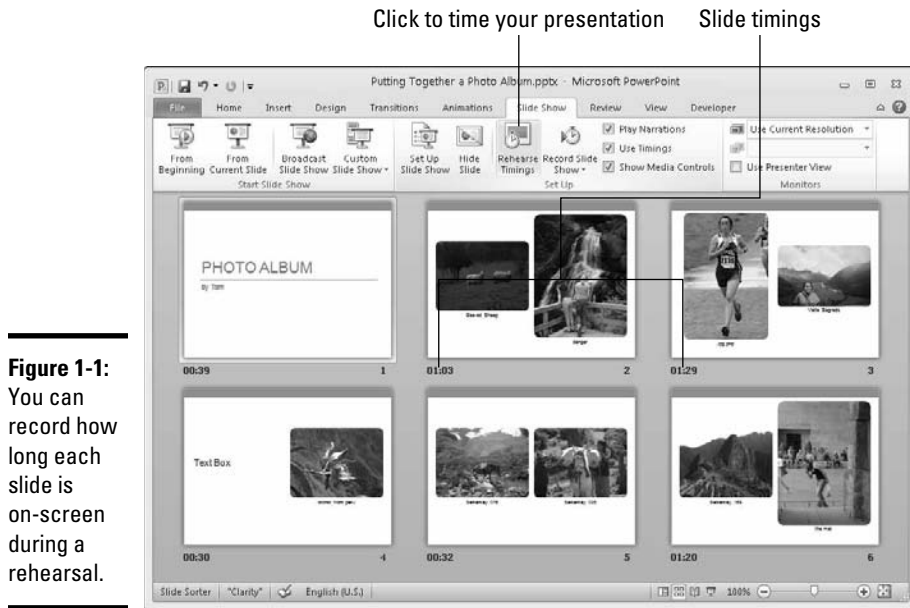 Click to time your presentation Slide timings
Putting Together a Photo Album.pptx - Microsoft PowerPoint
File Home Insert Design Transitions Animations Slide Show Review View Developer
From Beginning
From Current Slide
Broadcast Slide Show
Custom Slide Show
Start Slide Show
Set Up Slide Show
Hide Slide
Rehearse Timings
Record Slide Show
Play Narrations
Use Timings
Show Media Controls
Set Up
Use Current Resolution
Use Presenter View
Monitors
PHOTO ALBUM
by Tom
00:39 1
01:03 2
01:29 3
Text Box
00:30 4
00:32 5
01:20 6
Slide Sorter "Clarity" English (U.S.) 100%
Figure 1-1:
You can
record how
long each
slide is
on-screen
during a
rehearsal.